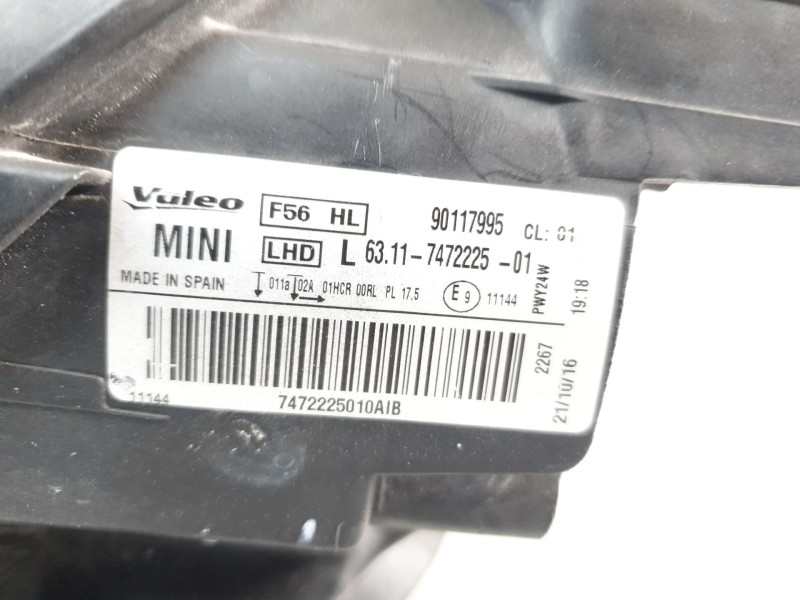 Valeo F56 HL 90117995 CL: 01
MINI LHD L 63.11-7472225-01
MADE IN SPAIN 011a 02A 01HCR 00RL PL 17,5 E9 11144
PWY24W 19:18
2267 21/10/16
11144 7472225010AIB